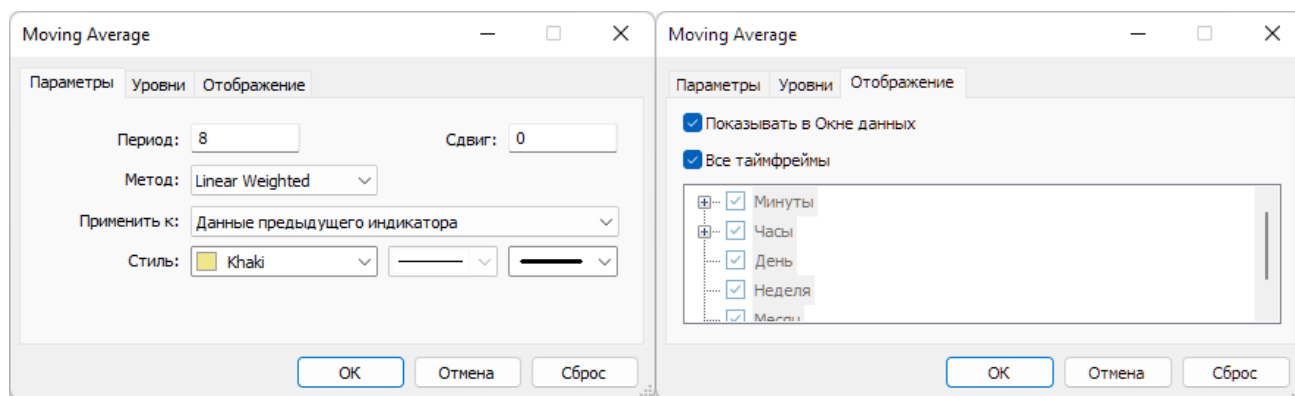 Moving Average
Параметры Уровни Отображение
Период: 8 Сдвиг: 0
Метод: Linear Weighted
Применить к: Данные предыдущего индикатора
Стиль: Khaki
OK Отмена Сброс
Moving Average
Параметры Уровни Отображение
Показывать в Окне данных
Все таймфреймы
Минуты
Часы
День
Неделя
Месяц
OK Отмена Сброс